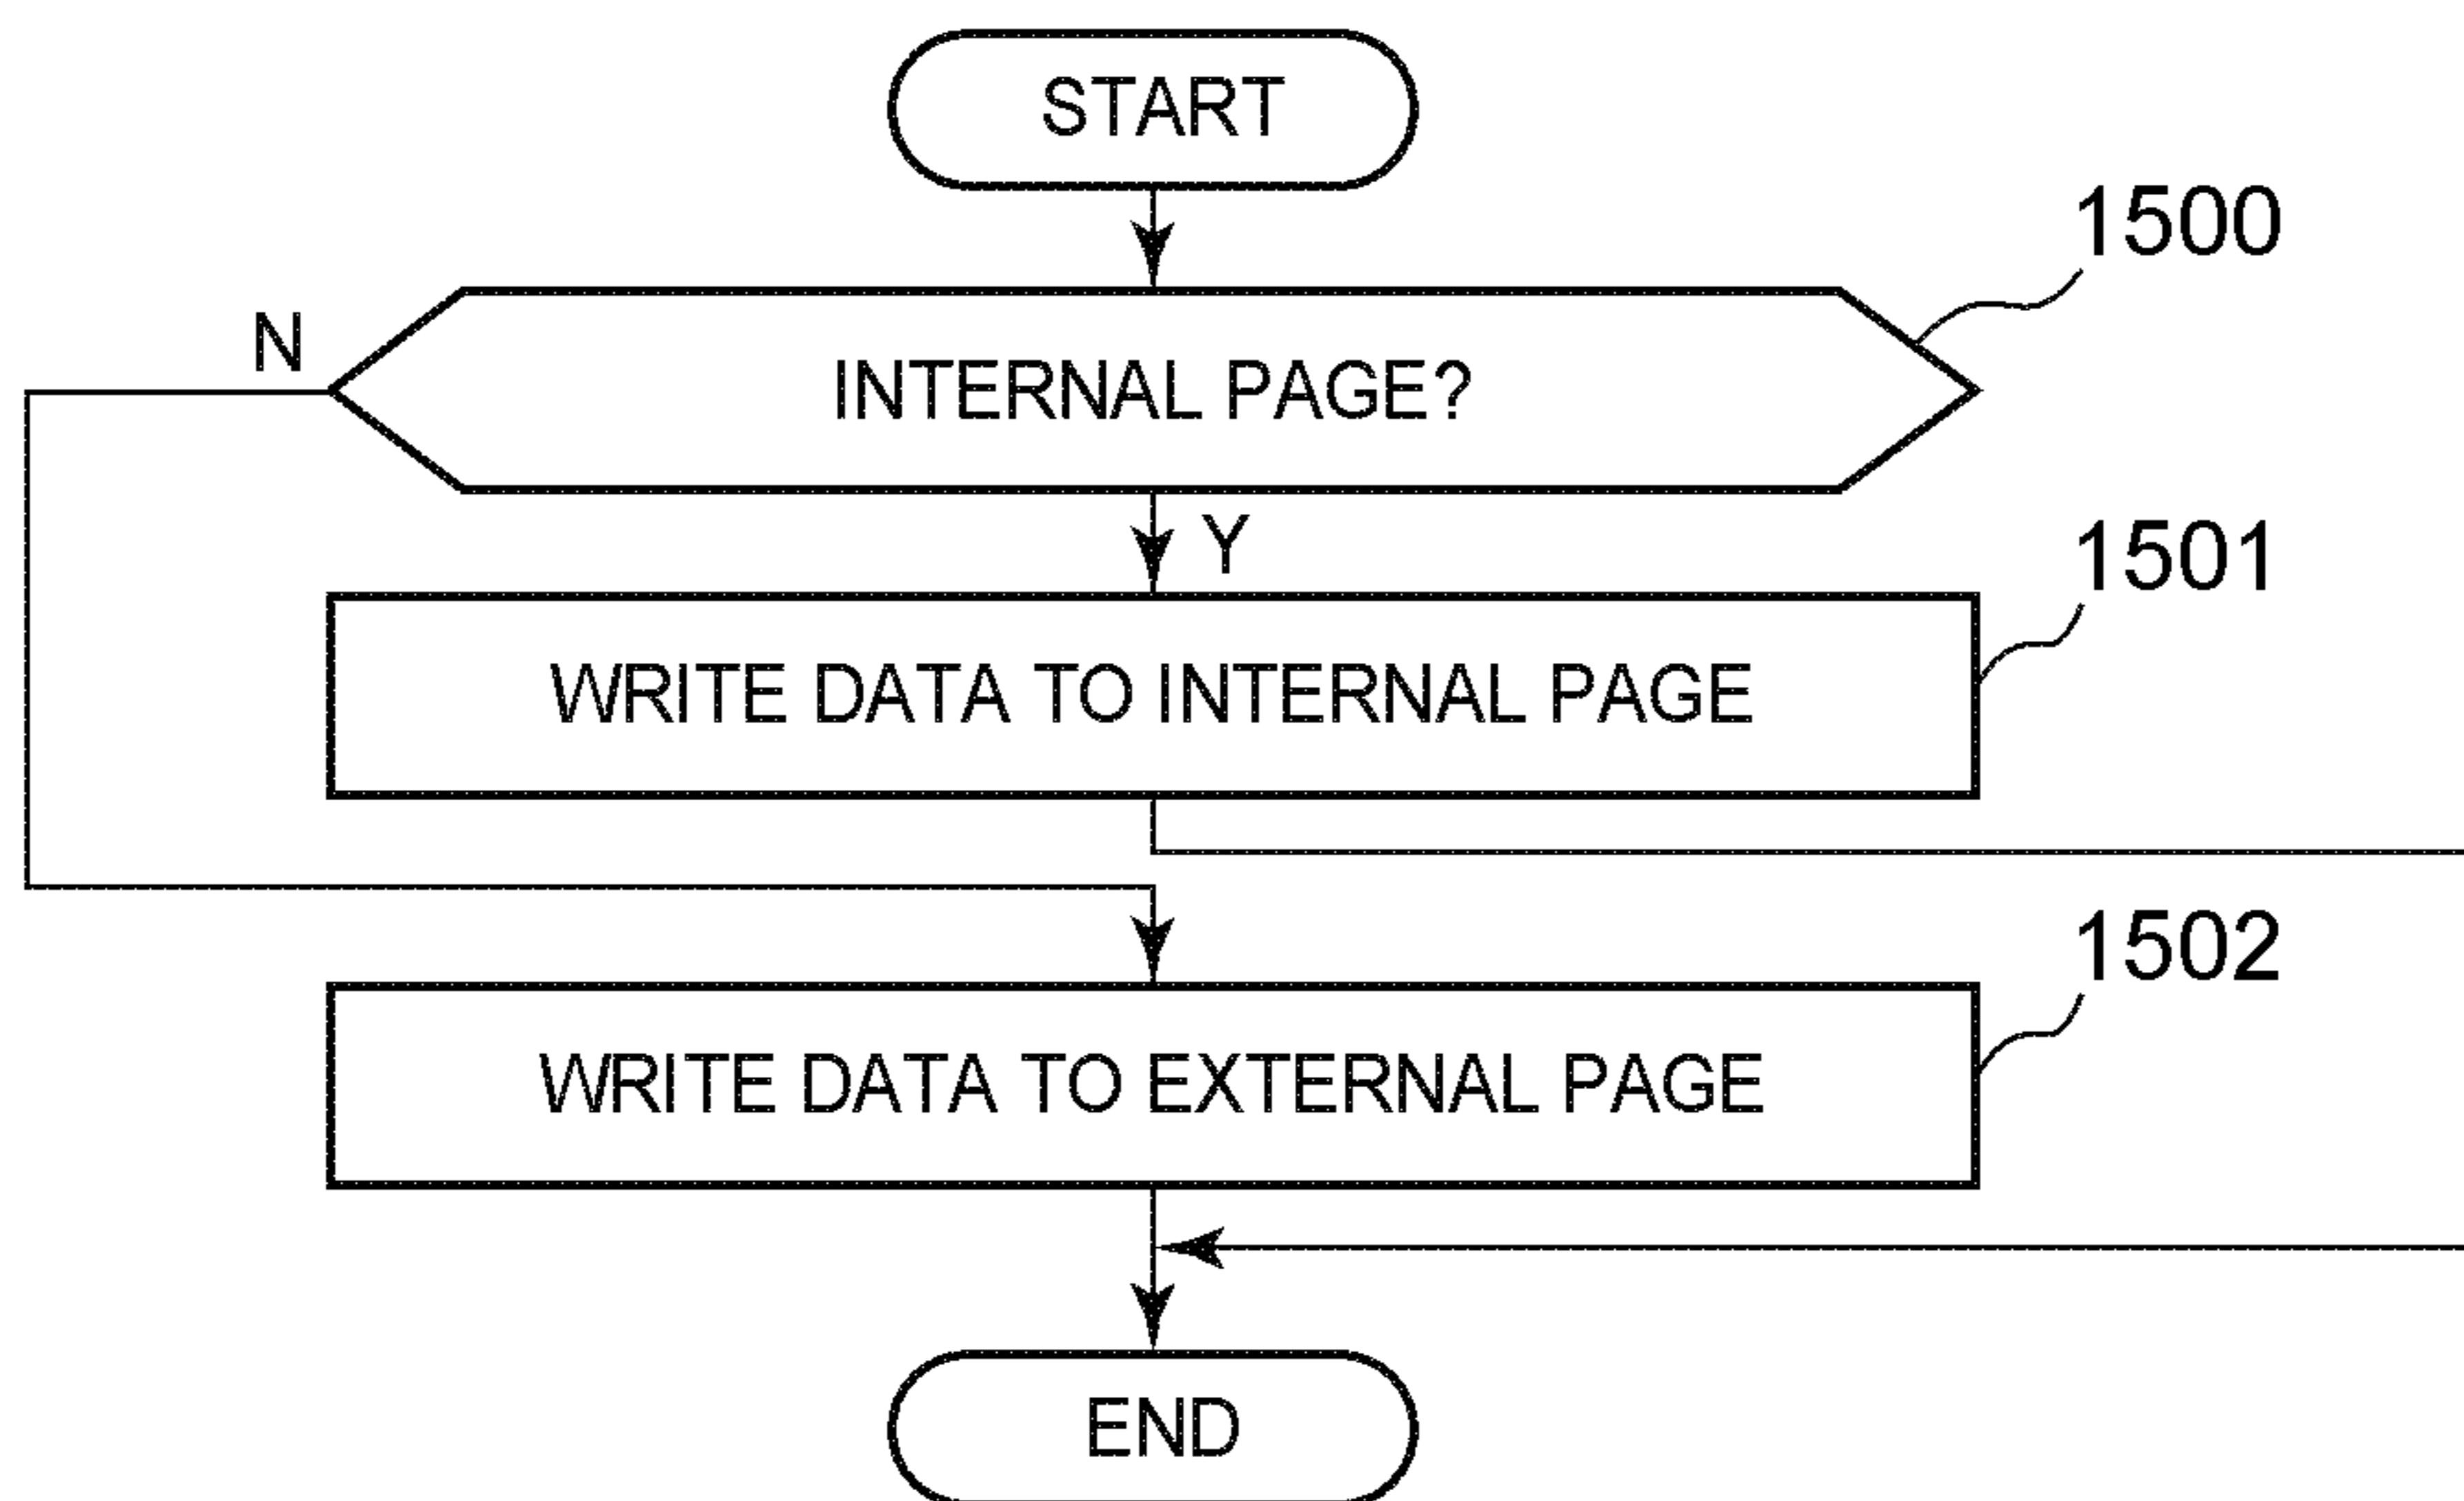 START
1500
N
INTERNAL PAGE?
Y
1501
WRITE DATA TO INTERNAL PAGE
1502
WRITE DATA TO EXTERNAL PAGE
END